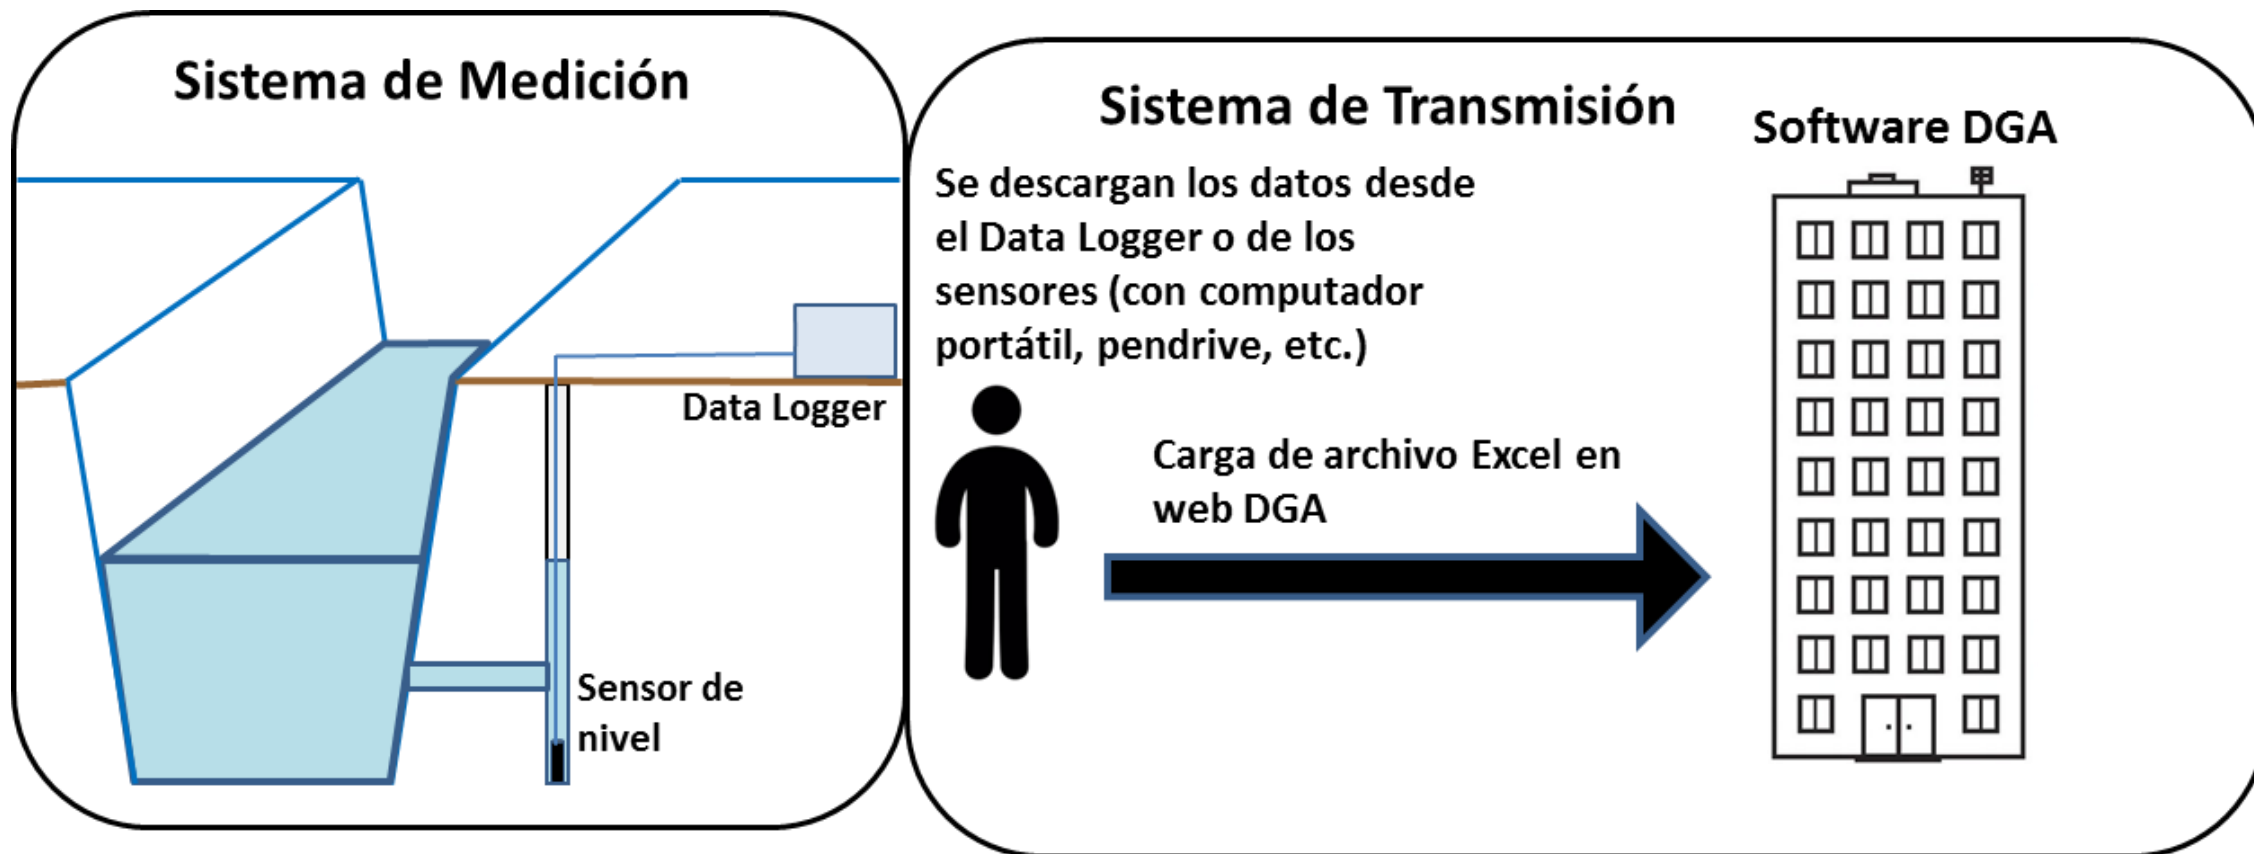 Sistema de Medición
Data Logger
Sensor de
nivel
Sistema de Transmisión
Software DGA
Se descargan los datos desde
el Data Logger o de los
sensores (con computador
portátil, pendrive, etc.)
Carga de archivo Excel en
web DGA